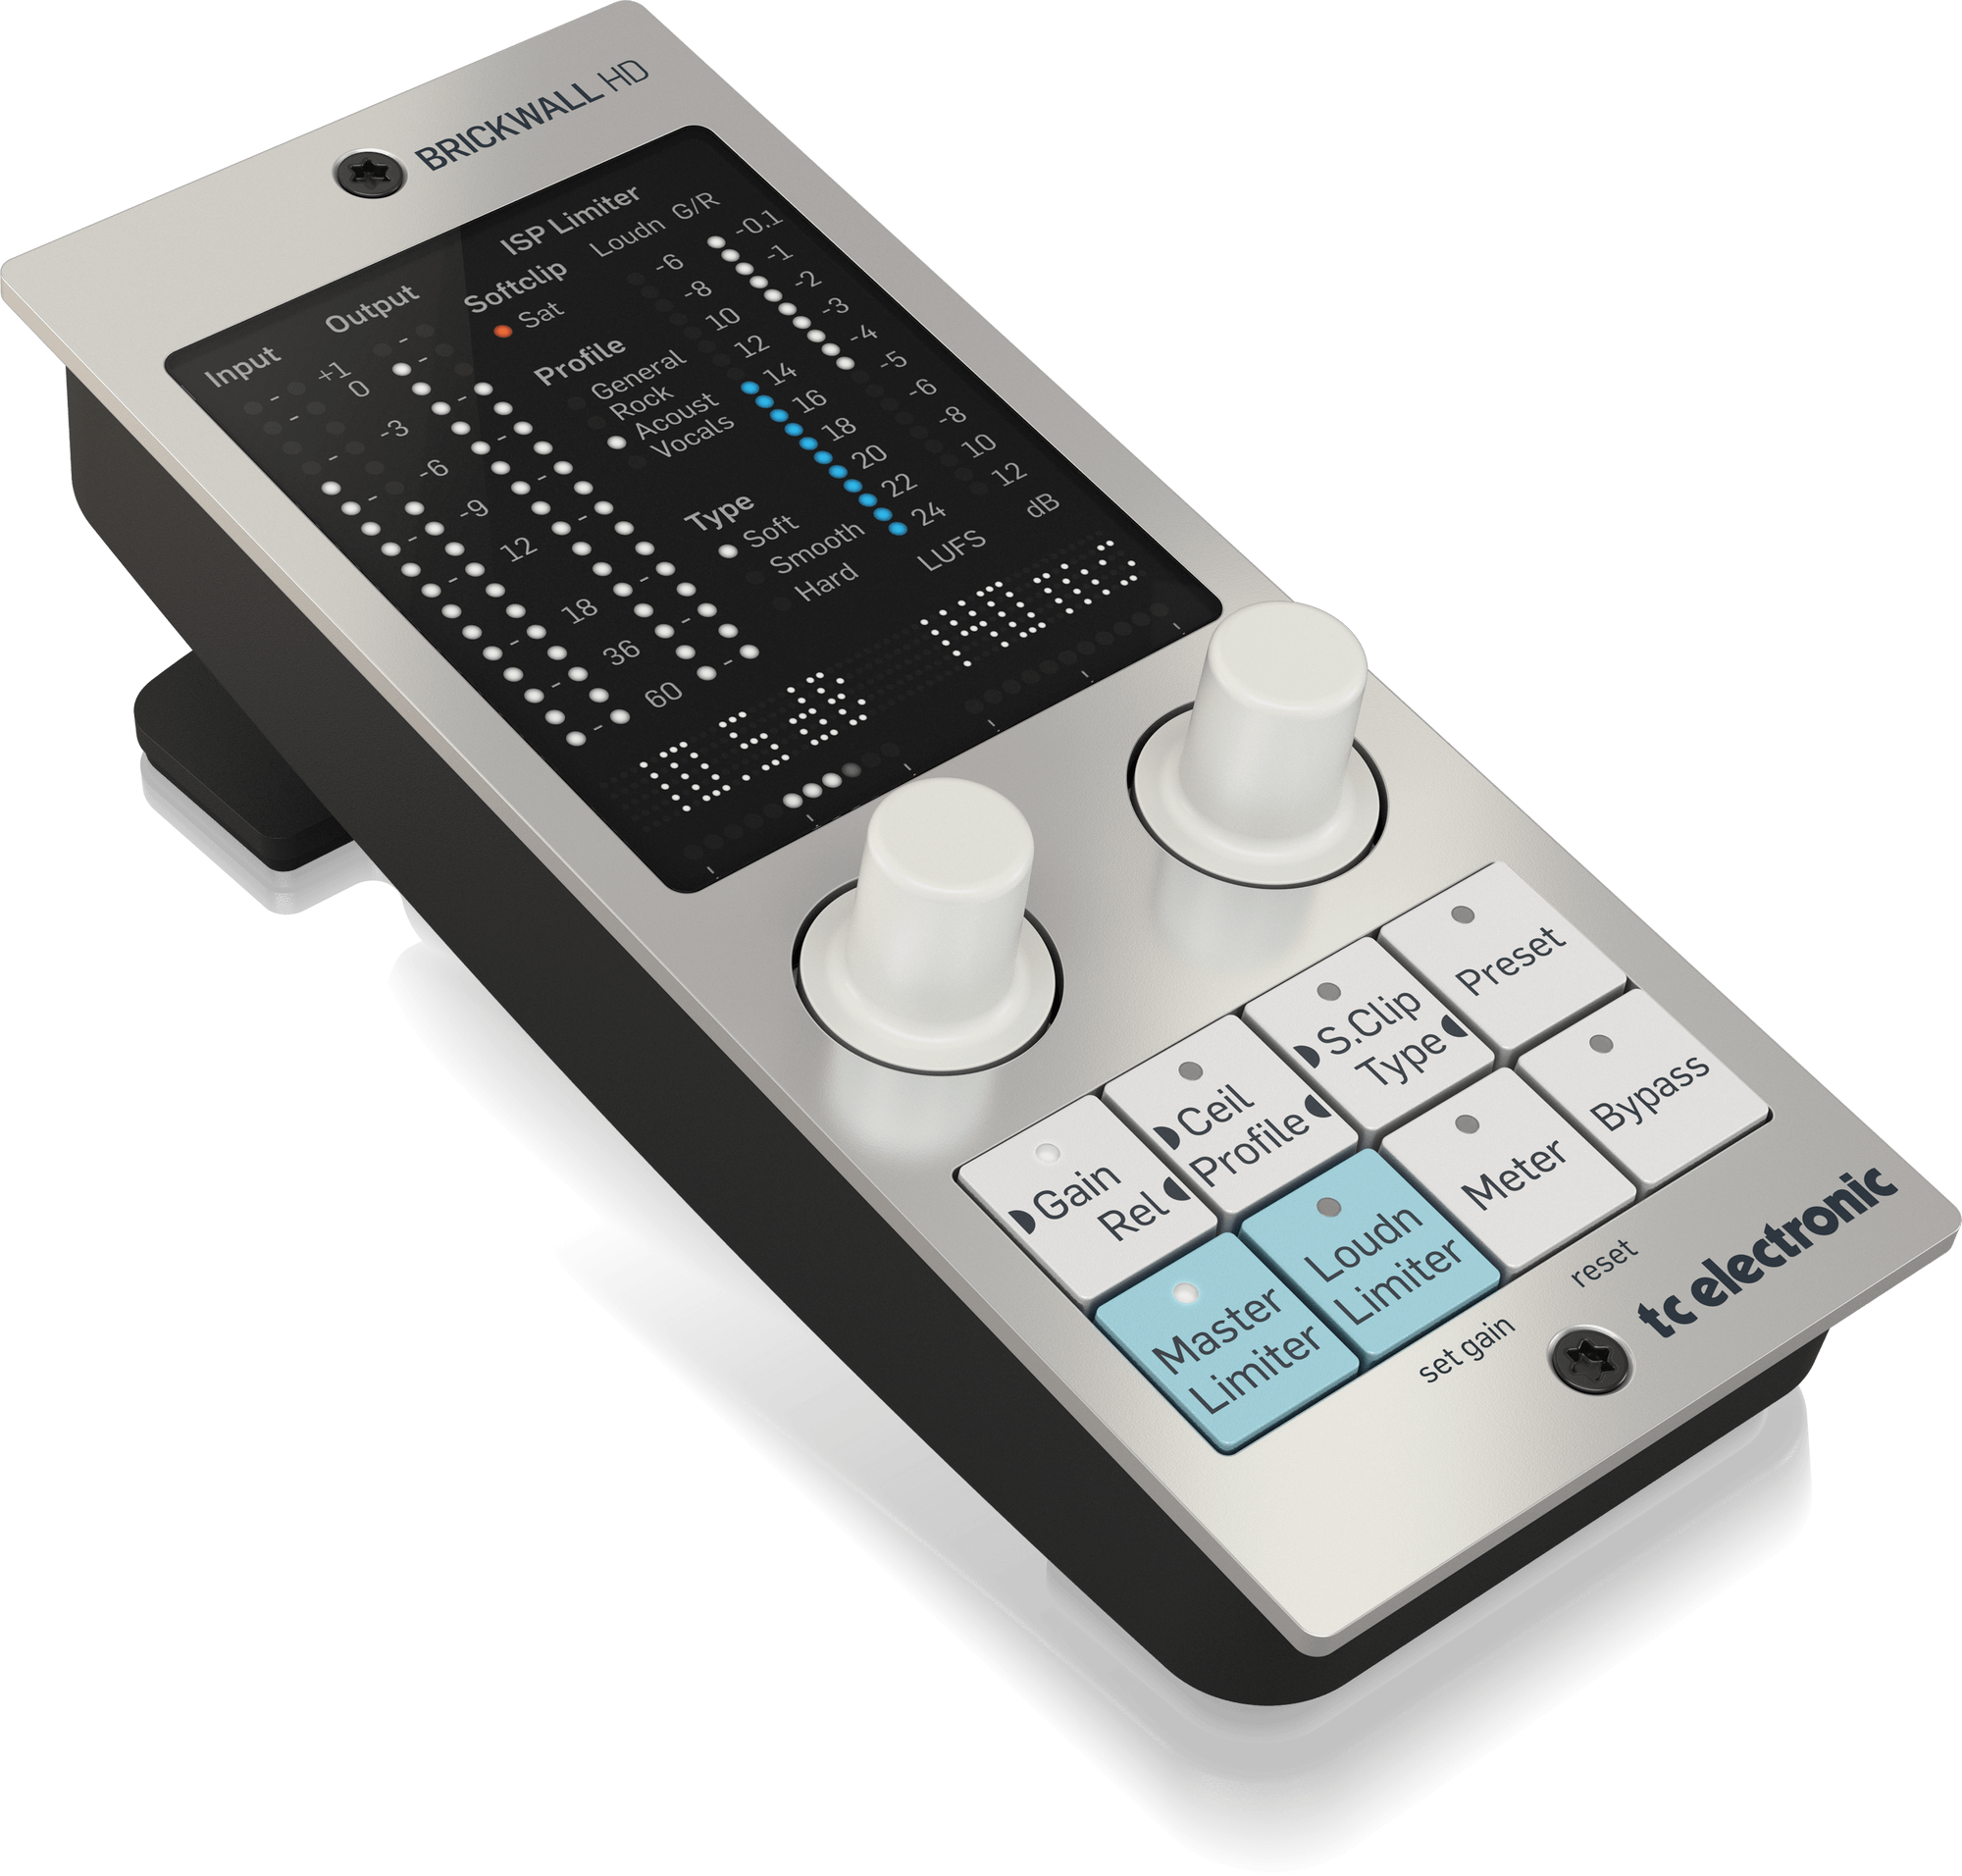 BRICKWALL HD
Input
Output
+1
0
-3
-6
-9
12
18
36
60
ISP Limiter
Softclip
Sat
Profile
General
Rock
Acoust
Vocals
Type
Soft
Smooth
Hard
Loudn
-6
-8
10
12
14
16
18
20
22
24
LUFS
G/R
-0.1
-1
-2
-3
-4
-5
-6
-8
10
12
dB
Gain
Rel
Ceil
Profile
S.Clip
Type
Preset
Master
Limiter
Loudn
Limiter
Meter
Bypass
set gain
reset
tc electronic